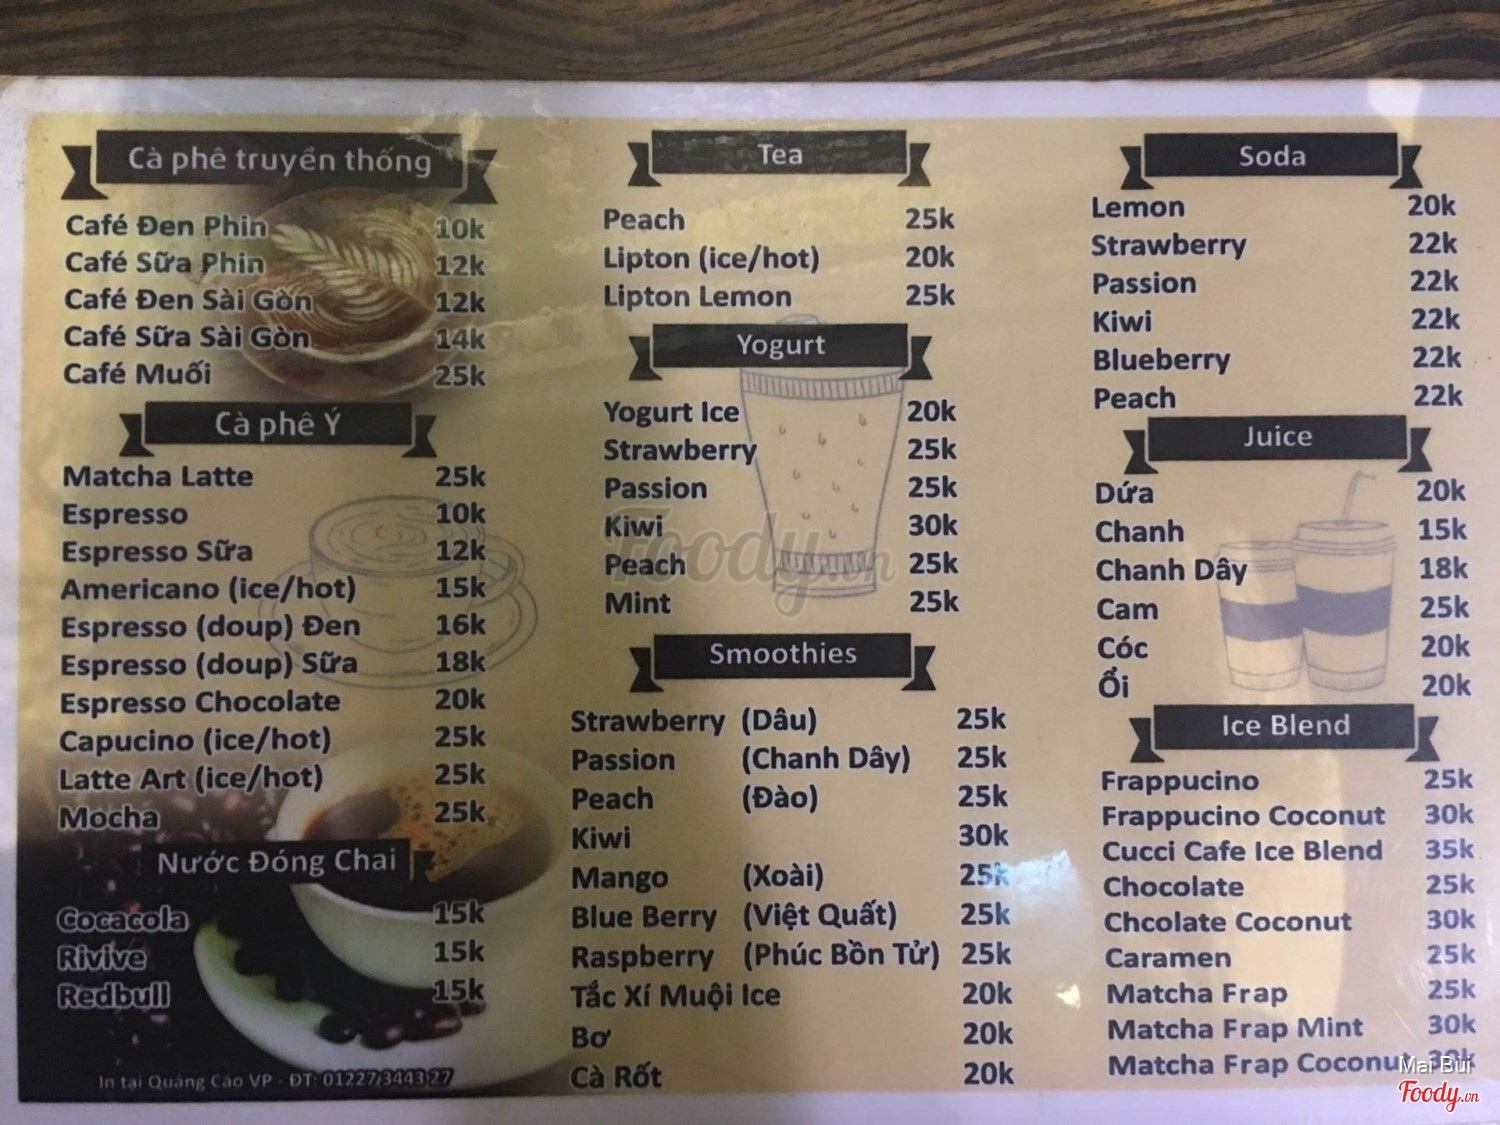 Cà phê truyền thống
Café Đen Phin 10k
Café Sữa Phin 12k
Café Đen Sài Gòn 12k
Café Sữa Sài Gòn 14k
Café Muối 25k
Cà phê Ý
Matcha Latte 25k
Espresso 10k
Espresso Sữa 12k
Americano (ice/hot) 15k
Espresso (doup) Đen 16k
Espresso (doup) Sữa 18k
Espresso Chocolate 20k
Capucino (ice/hot) 25k
Latte Art (ice/hot) 25k
Mocha 25k
Nước Đóng Chai
Cocacola 15k
Rivive 15k
Redbull 15k
In tại Quảng Cáo VP - ĐT: 01227 3443 27
Tea
Peach 25k
Lipton (ice/hot) 20k
Lipton Lemon 25k
Yogurt
Yogurt Ice 20k
Strawberry 25k
Passion 25k
Kiwi 30k
Peach 25k
Mint 25k
Foody.vn
Smoothies
Strawberry (Dâu) 25k
Passion (Chanh Dây) 25k
Peach (Đào) 25k
Kiwi 30k
Mango (Xoài) 25k
Blue Berry (Việt Quất) 25k
Raspberry (Phúc Bồn Tử) 25k
Tắc Xí Muội Ice 20k
Bơ 20k
Cà Rốt 20k
Soda
Lemon 20k
Strawberry 22k
Passion 22k
Kiwi 22k
Blueberry 22k
Peach 22k
Juice
Dứa 20k
Chanh 15k
Chanh Dây 18k
Cam 25k
Cóc 20k
Ổi 20k
Ice Blend
Frappucino 25k
Frappucino Coconut 30k
Cucci Cafe Ice Blend 35k
Chocolate 25k
Chcolate Coconut 30k
Caramen 25k
Matcha Frap 25k
Matcha Frap Mint 30k
Matcha Frap Coconut 30k
Mai Bùi
Foody.vn